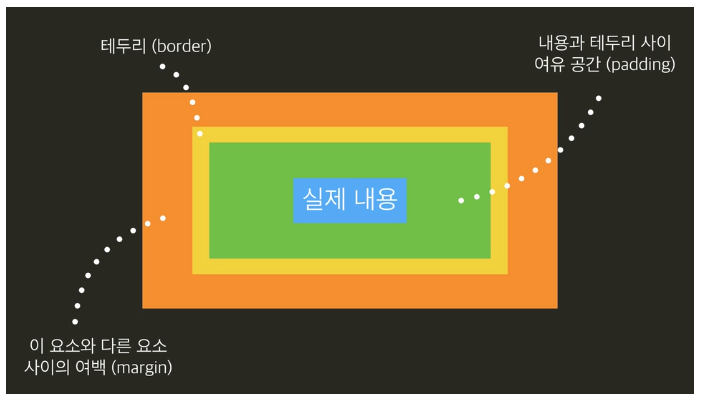 테두리 (border)
내용과 테두리 사이
여유 공간 (padding)
실제 내용
이 요소와 다른 요소
사이의 여백 (margin)